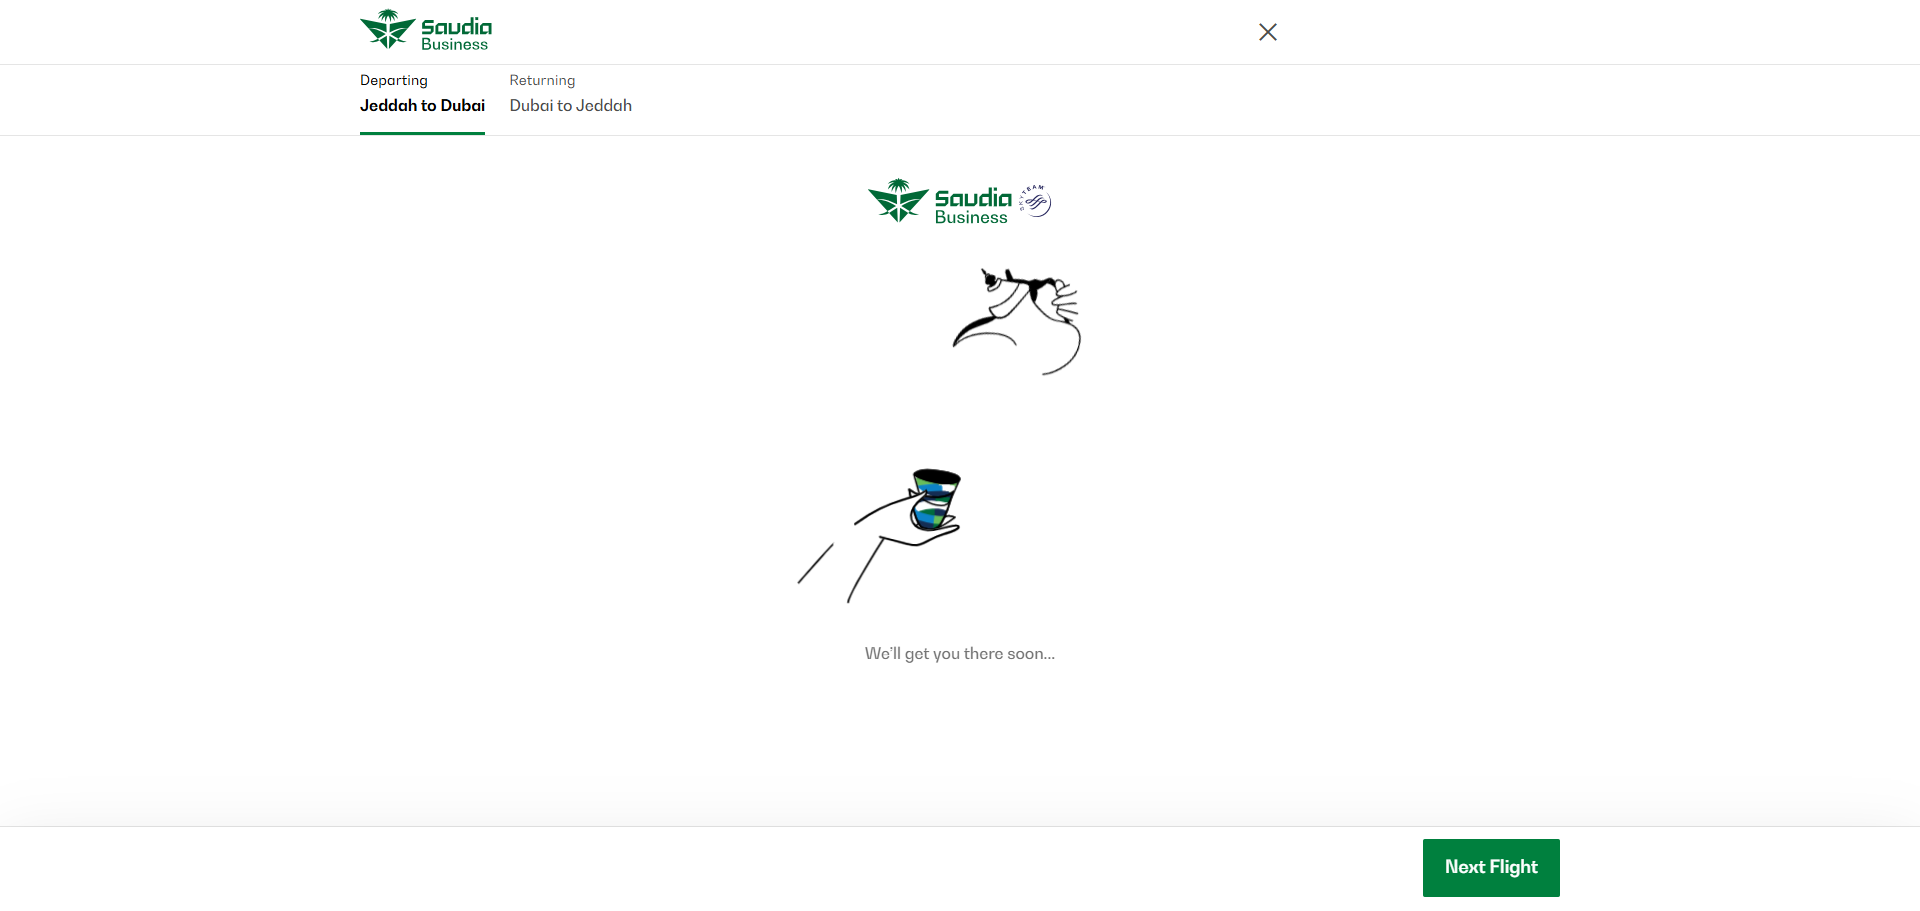 Saudia
Business
Departing
Jeddah to Dubai
Returning
Dubai to Jeddah
Saudia
Business
SKYTEAM
We'll get you there soon...
Next Flight